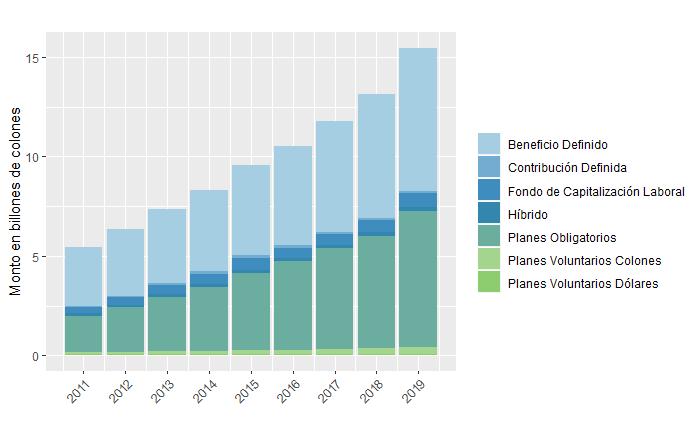 Monto en billones de colones
15
10
5
0
2011
2012
2013
2014
2015
2016
2017
2018
2019
Beneficio Definido
Contribución Definida
Fondo de Capitalización Laboral
Híbrido
Planes Obligatorios
Planes Voluntarios Colones
Planes Voluntarios Dólares